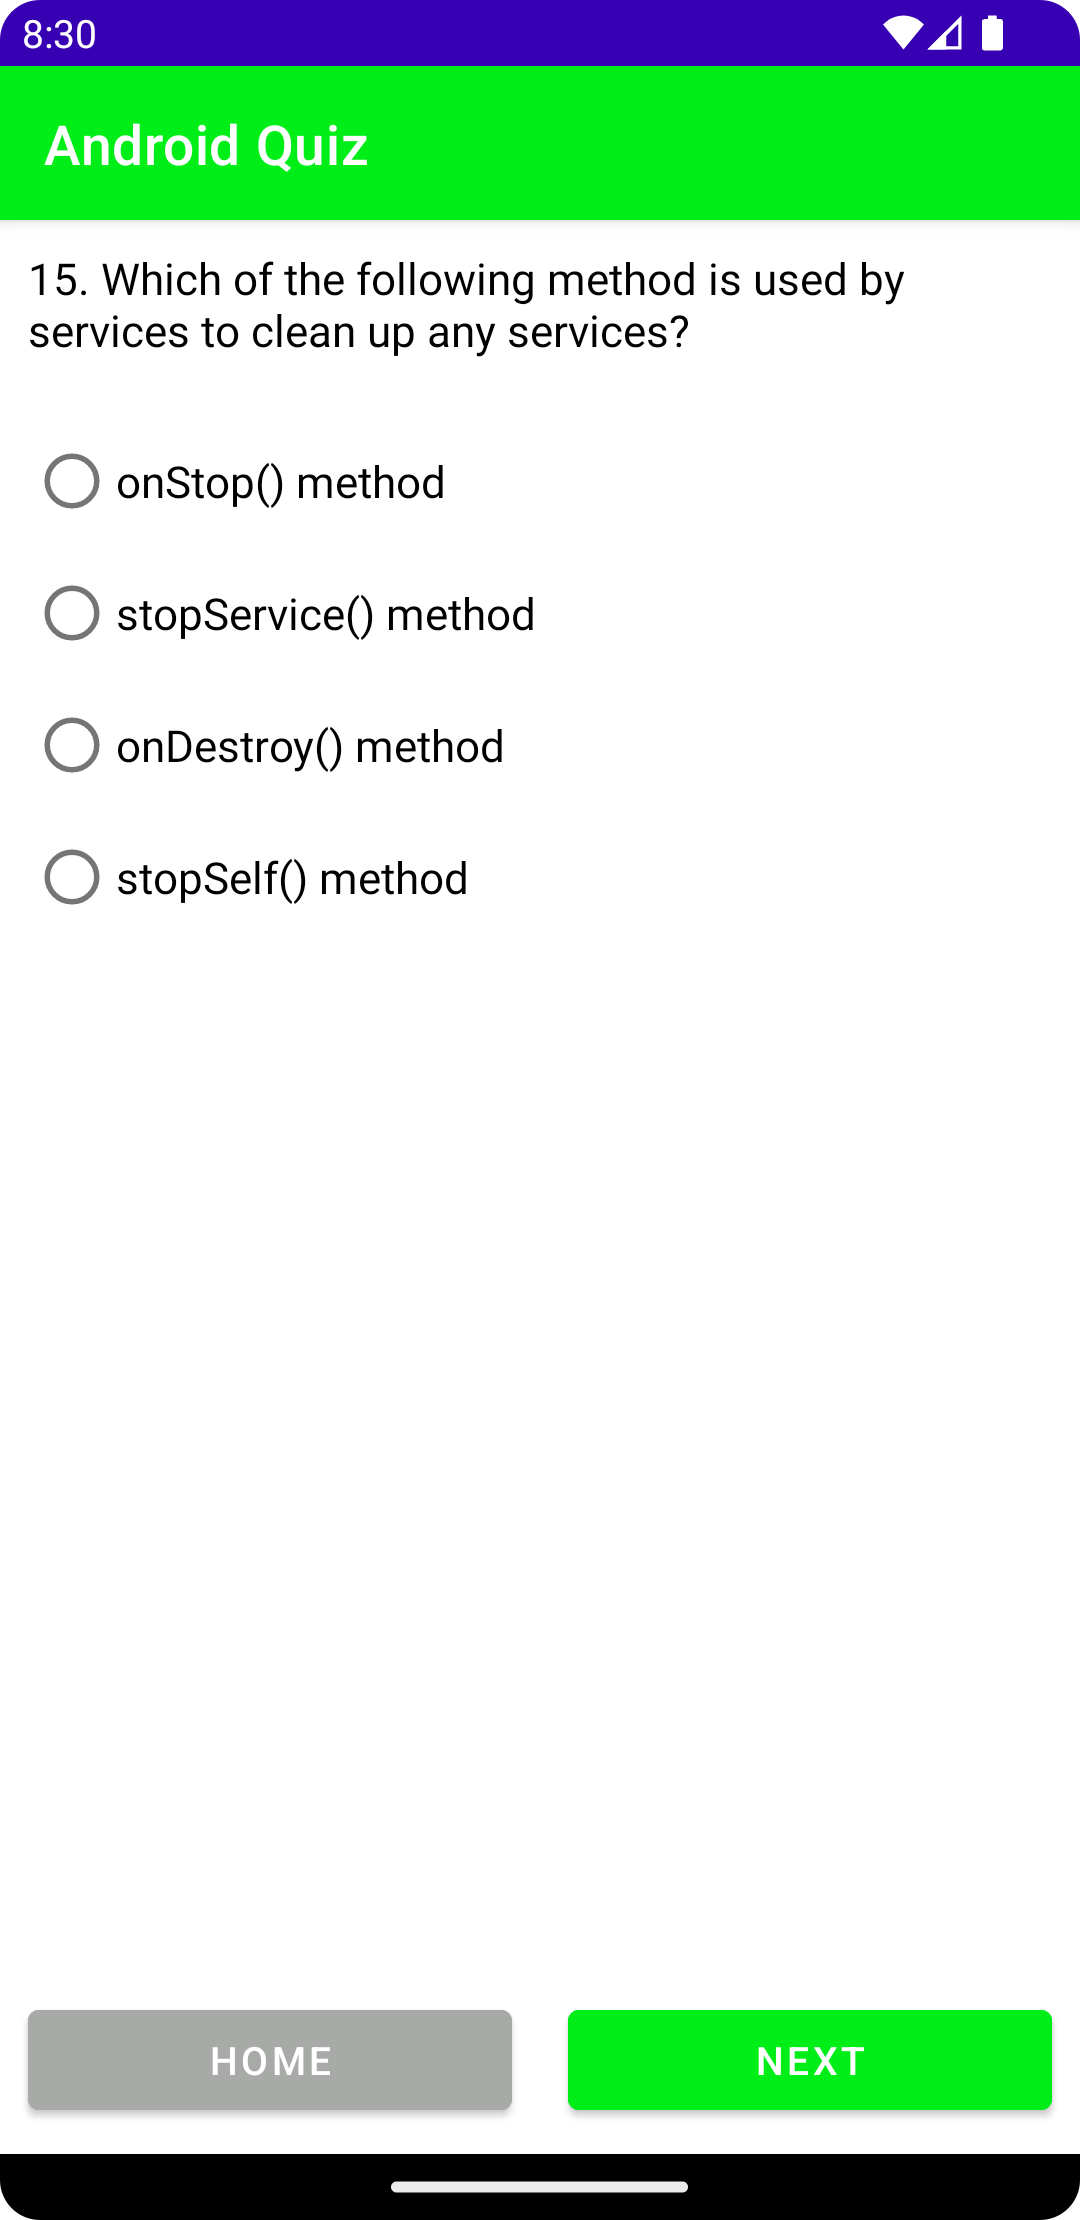 8:30
Android Quiz
15. Which of the following method is used by
services to clean up any services?
onStop() method
stopService() method
onDestroy() method
stopSelf() method
HOME
NEXT